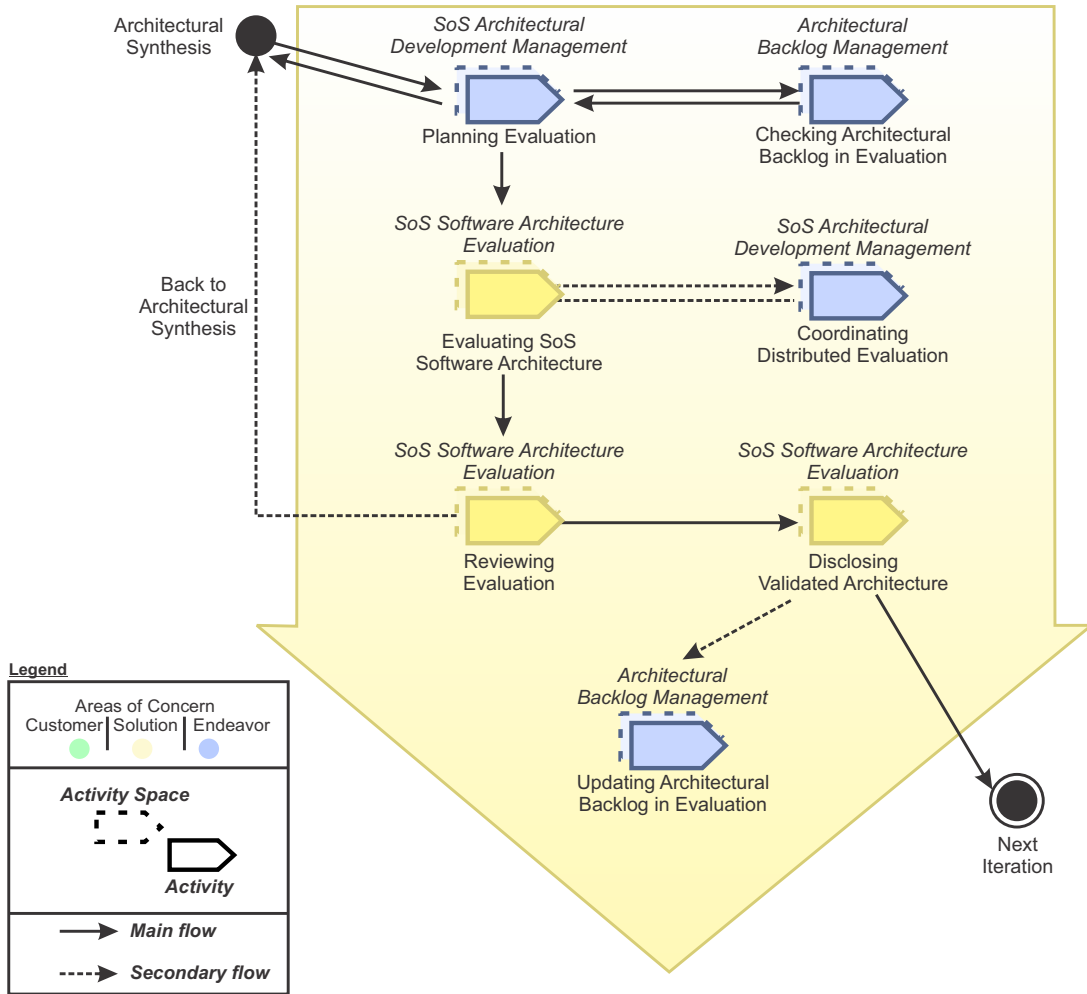 Architectural
Synthesis
SoS Architectural
Development Management
Planning Evaluation
Architectural
Backlog Management
Checking Architectural
Backlog in Evaluation
SoS Software Architecture
Evaluation
Evaluating SoS
Software Architecture
SoS Architectural
Development Management
Coordinating
Distributed Evaluation
Back to
Architectural
Synthesis
SoS Software Architecture
Evaluation
Reviewing
Evaluation
SoS Software Architecture
Evaluation
Disclosing
Validated Architecture
Architectural
Backlog Management
Updating Architectural
Backlog in Evaluation
Next
Iteration
Legend
Areas of Concern
Customer Solution Endeavor
Activity Space
Activity
Main flow
Secondary flow